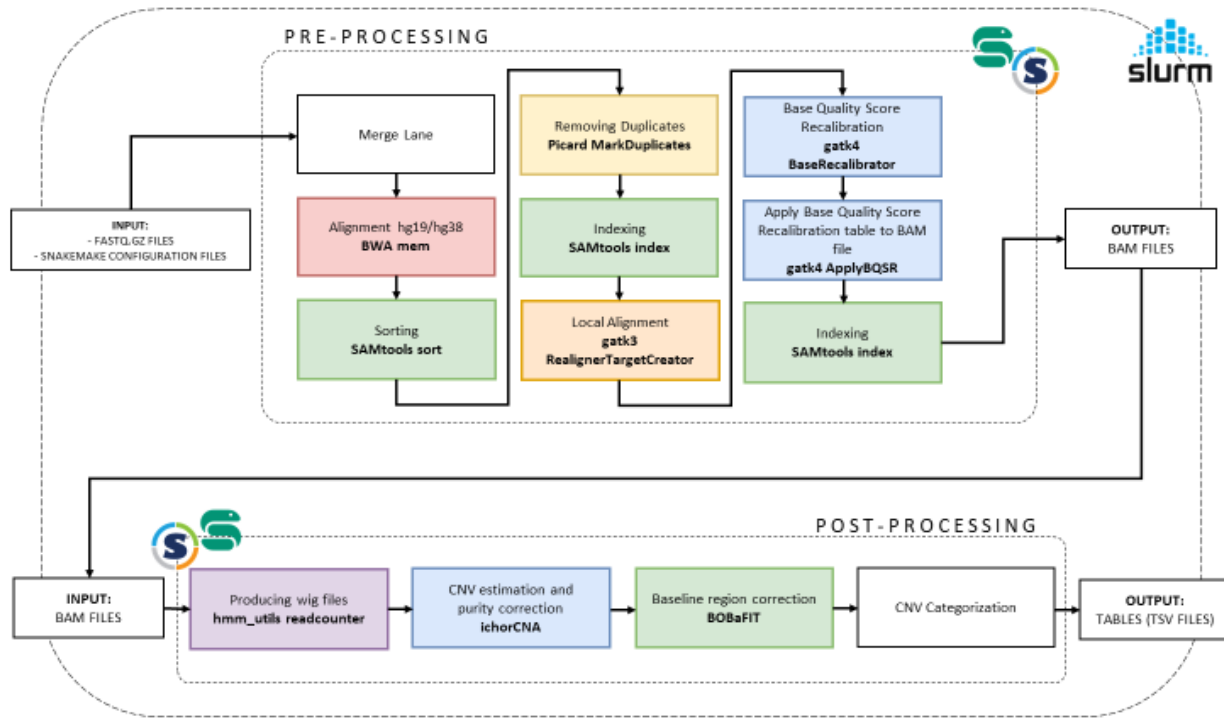 PRE-PROCESSING
slurm
S
Merge Lane
Alignment hg19/hg38
BWA mem
Sorting
SAMtools sort
Removing Duplicates
Picard MarkDuplicates
Indexing
SAMtools index
Local Alignment
gatk3
RealignerTargetCreator
Base Quality Score
Recalibration
gatk4
BaseRecalibrator
Apply Base Quality Score
Recalibration table to BAM
file
gatk4 ApplyBQSR
Indexing
SAMtools index
INPUT:
- FASTQ.GZ FILES
- SNAKEMAKE CONFIGURATION FILES
OUTPUT:
BAM FILES
POST-PROCESSING
S
INPUT:
BAM FILES
Producing wig files
hmm_utils readcounter
CNV estimation and
purity correction
ichorCNA
Baseline region correction
BOBaFIT
CNV Categorization
OUTPUT:
TABLES (TSV FILES)